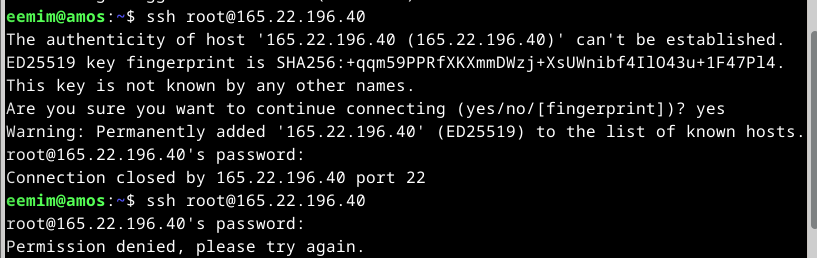 eemim@amos:~$ ssh root@165.22.196.40
The authenticity of host '165.22.196.40 (165.22.196.40)' can't be established.
ED25519 key fingerprint is SHA256:+qqm59PPRfXKXmmDWzj+XsUWnibf4IlO43u+1F47Pl4.
This key is not known by any other names.
Are you sure you want to continue connecting (yes/no/[fingerprint])? yes
Warning: Permanently added '165.22.196.40' (ED25519) to the list of known hosts.
root@165.22.196.40's password:
Connection closed by 165.22.196.40 port 22
eemim@amos:~$ ssh root@165.22.196.40
root@165.22.196.40's password:
Permission denied, please try again.